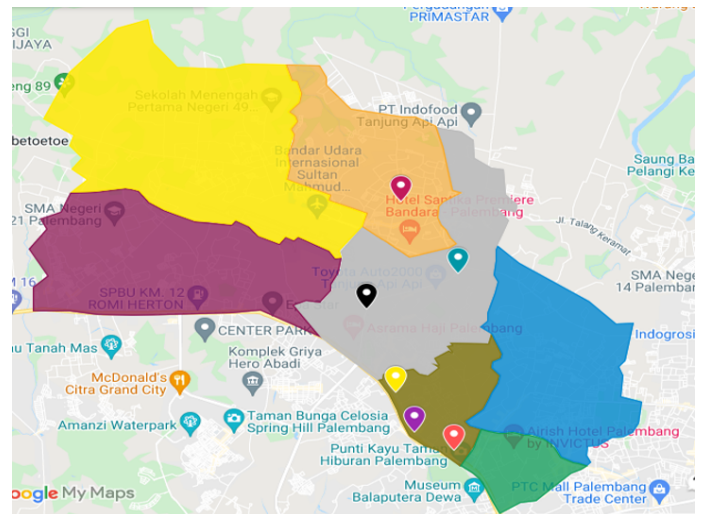 Pergudangan
PRIMASTAR
GGI
IJAYA
eng 89
Sekolah Menengah
Pertama Negeri 49...
PT Indofood
Tanjung Api Api
betoetoe
Bandar Udara
Internasional
Sultan
Mahmud...
Saung Ba
Pelangi Ke
Hotel Santika Premiere
Bandara - Palembang
SMA Negeri
21 Palembang
Jl. Talang Keramat
Toyota Auto2000
Tanjung Api Api
SMA Nege
14 Palemban
M 16
SPBU KM. 12
ROMI HERTON
CENTER PARK
Asrama Haji Palembang
Indogrosi
u Tanah Mas
Komplek Griya
Hero Abadi
McDonald's
Citra Grand City
Amanzi Waterpark
Taman Bunga Celosia
Spring Hill Palembang
Airish Hotel Palembang
by INVICTUS
Punti Kayu Taman
Hiburan Palembang
Museum
Balaputera Dewa
PTC Mall Palembang
Trade Center
oogle My Maps